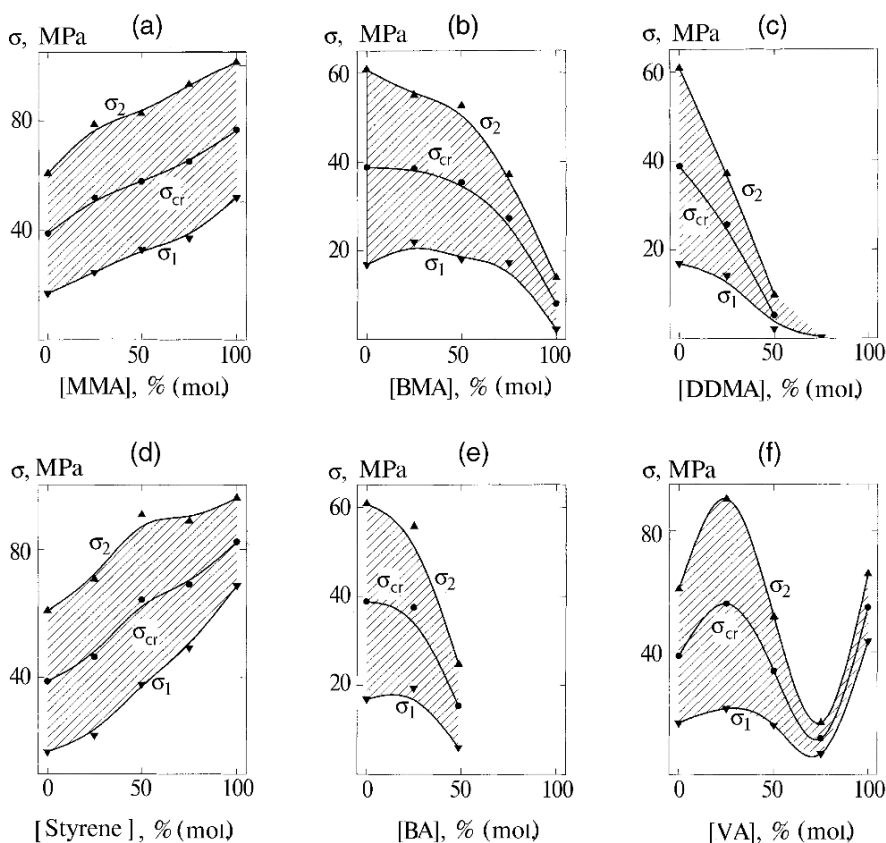 (a) (b) (c)
σ, MPa σ, MPa σ, MPa
60 60
80
σ2 σ2 σ2
40 40
σcr σcr σcr
40
20 20
σ1 σ1 σ1
0 50 100 0 50 100 0 50 100
[MMA], % (mol.) [BMA], % (mol.) [DDMA], % (mol.)
(d) (e) (f)
σ, MPa σ, MPa σ, MPa
60
80 80
σ2 σ2 σ2
40
σcr σcr σcr
40 40
20
σ1 σ1 σ1
0 50 100 0 50 100 0 50 100
[Styrene], % (mol.) [BA], % (mol.) [VA], % (mol.)